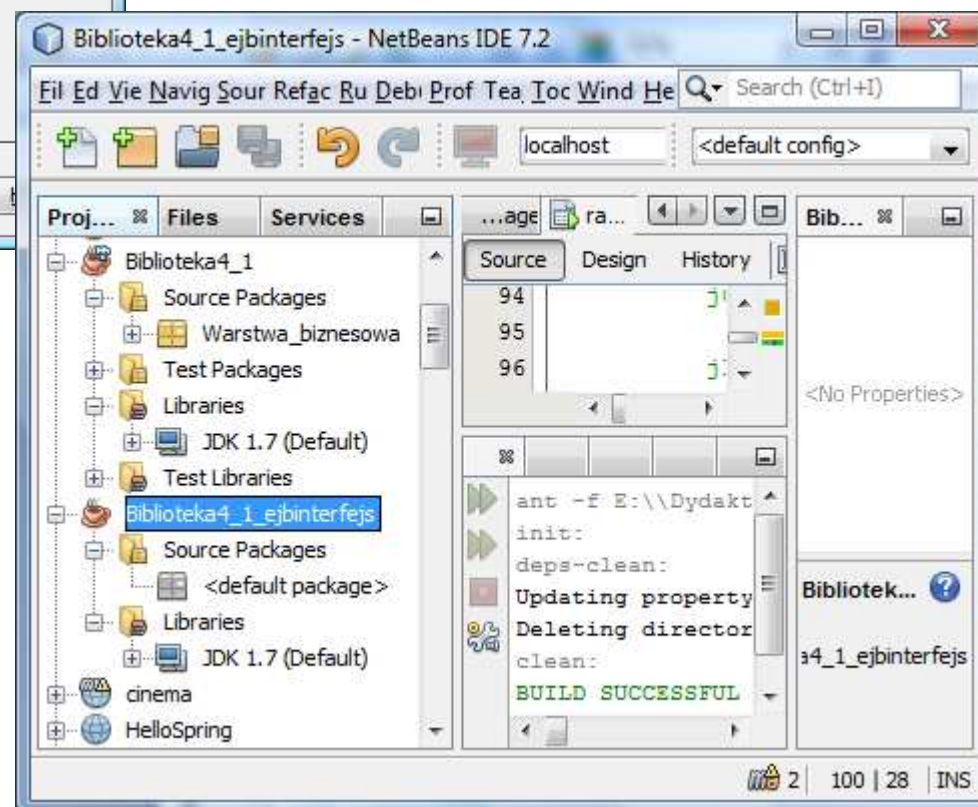 Biblioteka4_1_ejbinterfejs - NetBeans IDE 7.2
Fil Ed Vie Navig Sour Refac Ru Deb Prof Tea Toc Wind He Search (Ctrl+I)
localhost <default config>
Proj... Files Services
Biblioteka4_1
Source Packages
Warstwa_biznesowa
Test Packages
Libraries
JDK 1.7 (Default)
Test Libraries
Biblioteka4_1_ejbinterfejs
Source Packages
<default package>
Libraries
JDK 1.7 (Default)
cinema
HelloSpring
...age ra...
Source Design History
94
95
96
ant -f E:\\Dydakt
init:
deps-clean:
Updating property
Deleting director
clean:
BUILD SUCCESSFUL
Bib...
<No Properties>
Bibliotek...
a4_1_ejbinterfejs
2 100 | 28 INS